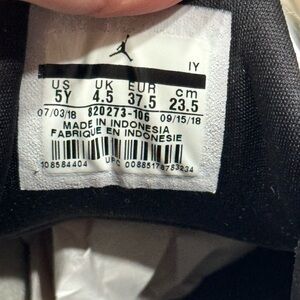 IY
US UK EUR cm
5Y 4.5 37.5 23.5
07/03/18 820273-106 09/15/18
MADE IN INDONESIA
FABRIQUE EN INDONESIE
108584404 UPC 00885178753234